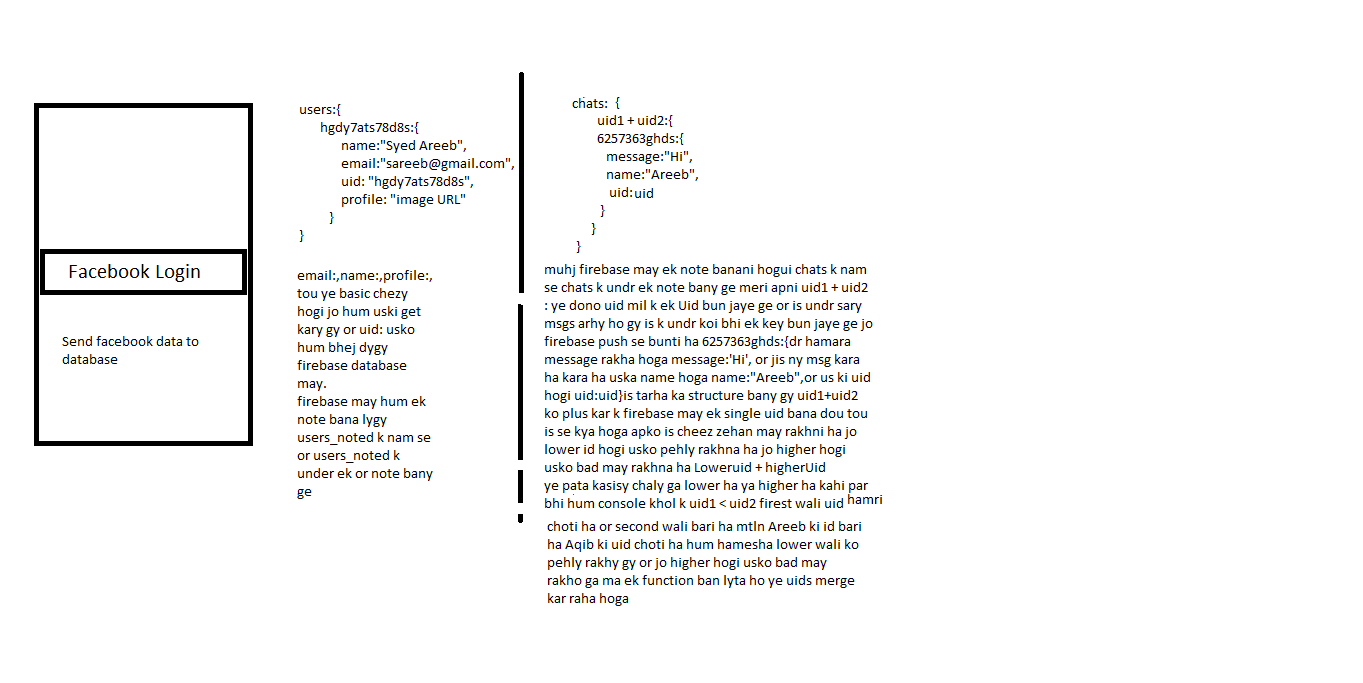 Facebook Login
Send facebook data to
database
users:{
hgdy7ats78d8s:{
name:"Syed Areeb",
email:"sareeb@gmail.com",
uid: "hgdy7ats78d8s",
profile: "image URL"
}
}
email:,name:,profile:,
tou ye basic chezy
hogi jo hum uski get
kary gy or uid: usko
hum bhej dygy
firebase database
may.
firebase may hum ek
note bana lygy
users_noted k nam se
or users_noted k
under ek or note bany
ge
chats: {
uid1 + uid2:{
6257363ghds:{
message:"Hi",
name:"Areeb",
uid:uid
}
}
}
muhj firebase may ek note banani hogui chats k nam
se chats k undr ek note bany ge meri apni uid1 + uid2
: ye dono uid mil k ek Uid bun jaye ge or is undr sary
msgs arhy ho gy is k undr koi bhi ek key bun jaye ge jo
firebase push se bunti ha 6257363ghds:{dr hamara
message rakha hoga message:'Hi', or jis ny msg kara
ha kara ha uska name hoga name:"Areeb",or us ki uid
hogi uid:uid}is tarha ka structure bany gy uid1+uid2
ko plus kar k firebase may ek single uid bana dou tou
is se kya hoga apko is cheez zehan may rakhni ha jo
lower id hogi usko pehly rakhna ha jo higher hogi
usko bad may rakhna ha Loweruid + higherUid
ye pata kasisy chaly ga lower ha ya higher ha kahi par
bhi hum console khol k uid1 < uid2 firest wali uid hamri
choti ha or second wali bari ha mtln Areeb ki id bari
ha Aqib ki uid choti ha hum hamesha lower wali ko
pehly rakhy gy or jo higher hogi usko bad may
rakho ga ma ek function ban lyta ho ye uids merge
kar raha hoga